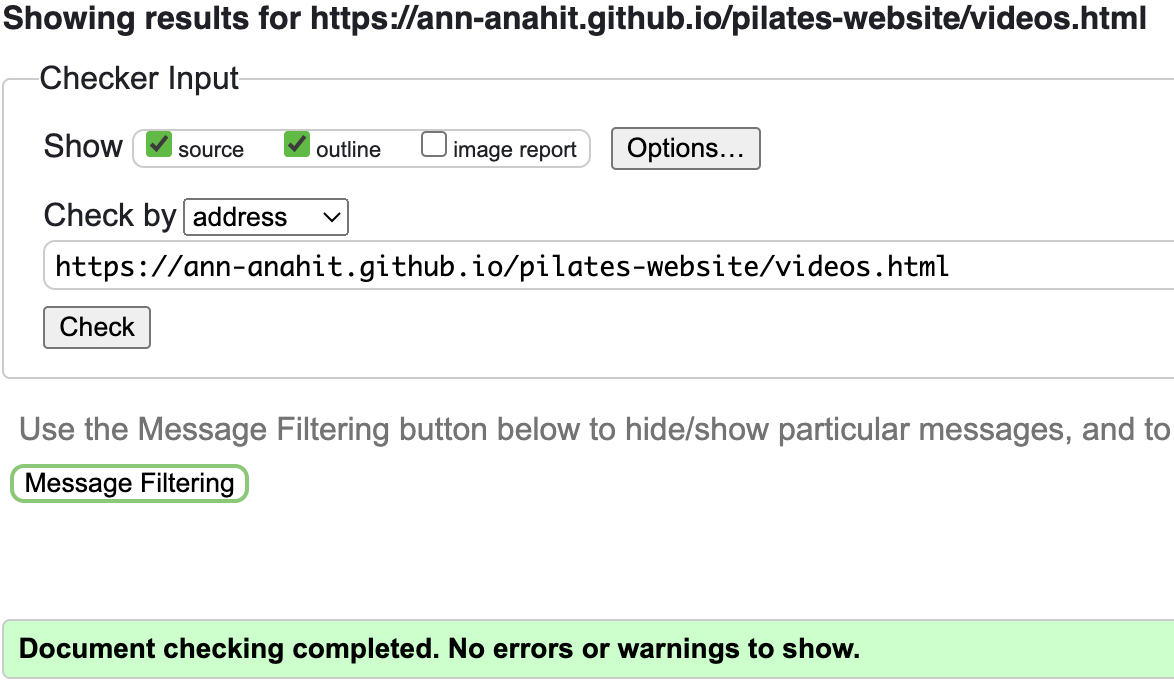 Showing results for https://ann-anahit.github.io/pilates-website/videos.html
Checker Input
Show source outline image report Options...
Check by address
https://ann-anahit.github.io/pilates-website/videos.html
Check
Use the Message Filtering button below to hide/show particular messages, and to
Message Filtering
Document checking completed. No errors or warnings to show.